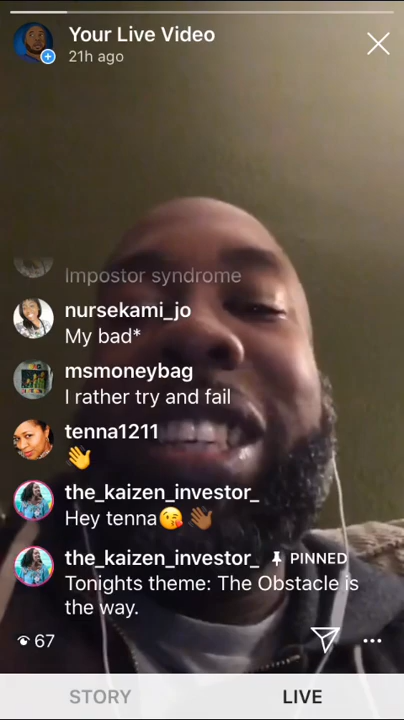 Your Live Video
21h ago
Impostor syndrome
nursekami_jo
My bad*
msmoneybag
I rather try and fail
tenna1211
👋
the_kaizen_investor_
Hey tenna😘👋🏾
the_kaizen_investor_ PINNED
Tonights theme: The Obstacle is
the way.
67
STORY LIVE